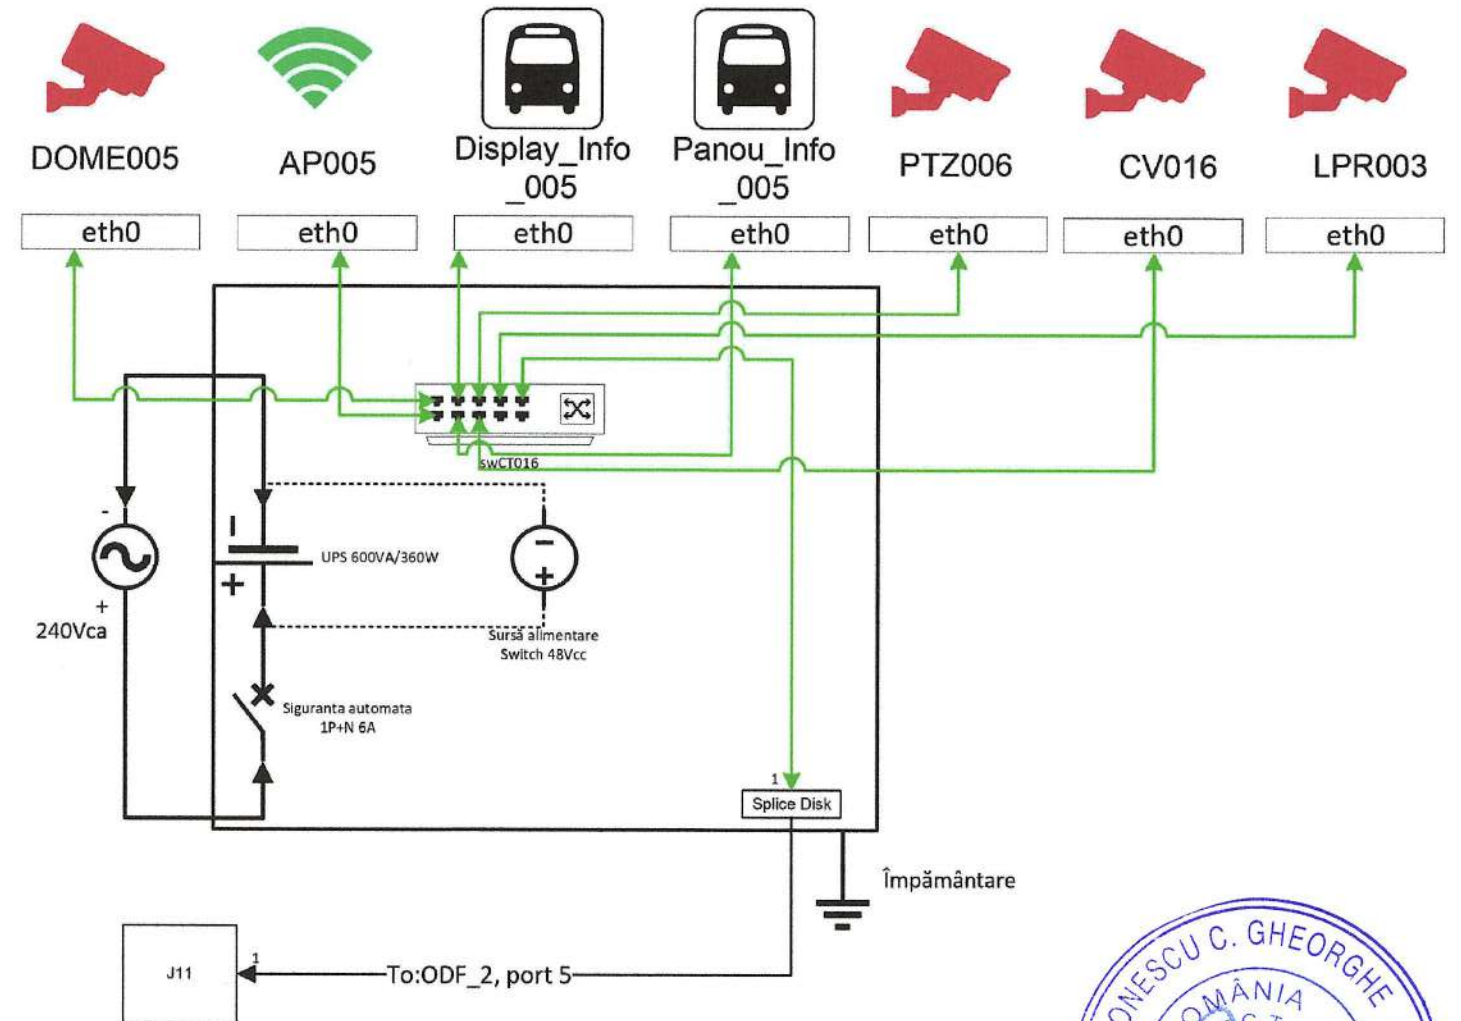 DOME005
AP005
Display_Info
_005
Panou_Info
_005
PTZ006
CV016
LPR003
eth0
eth0
eth0
eth0
eth0
eth0
eth0
swCT016
-
+
240Vca
UPS 600VA/360W
Sursă alimentare
Switch 48Vcc
Siguranta automata
1P+N 6A
1
Splice Disk
Împământare
J11
1
To:ODF_2, port 5
ONESCU C. GHEORGHE
OMÂNIA